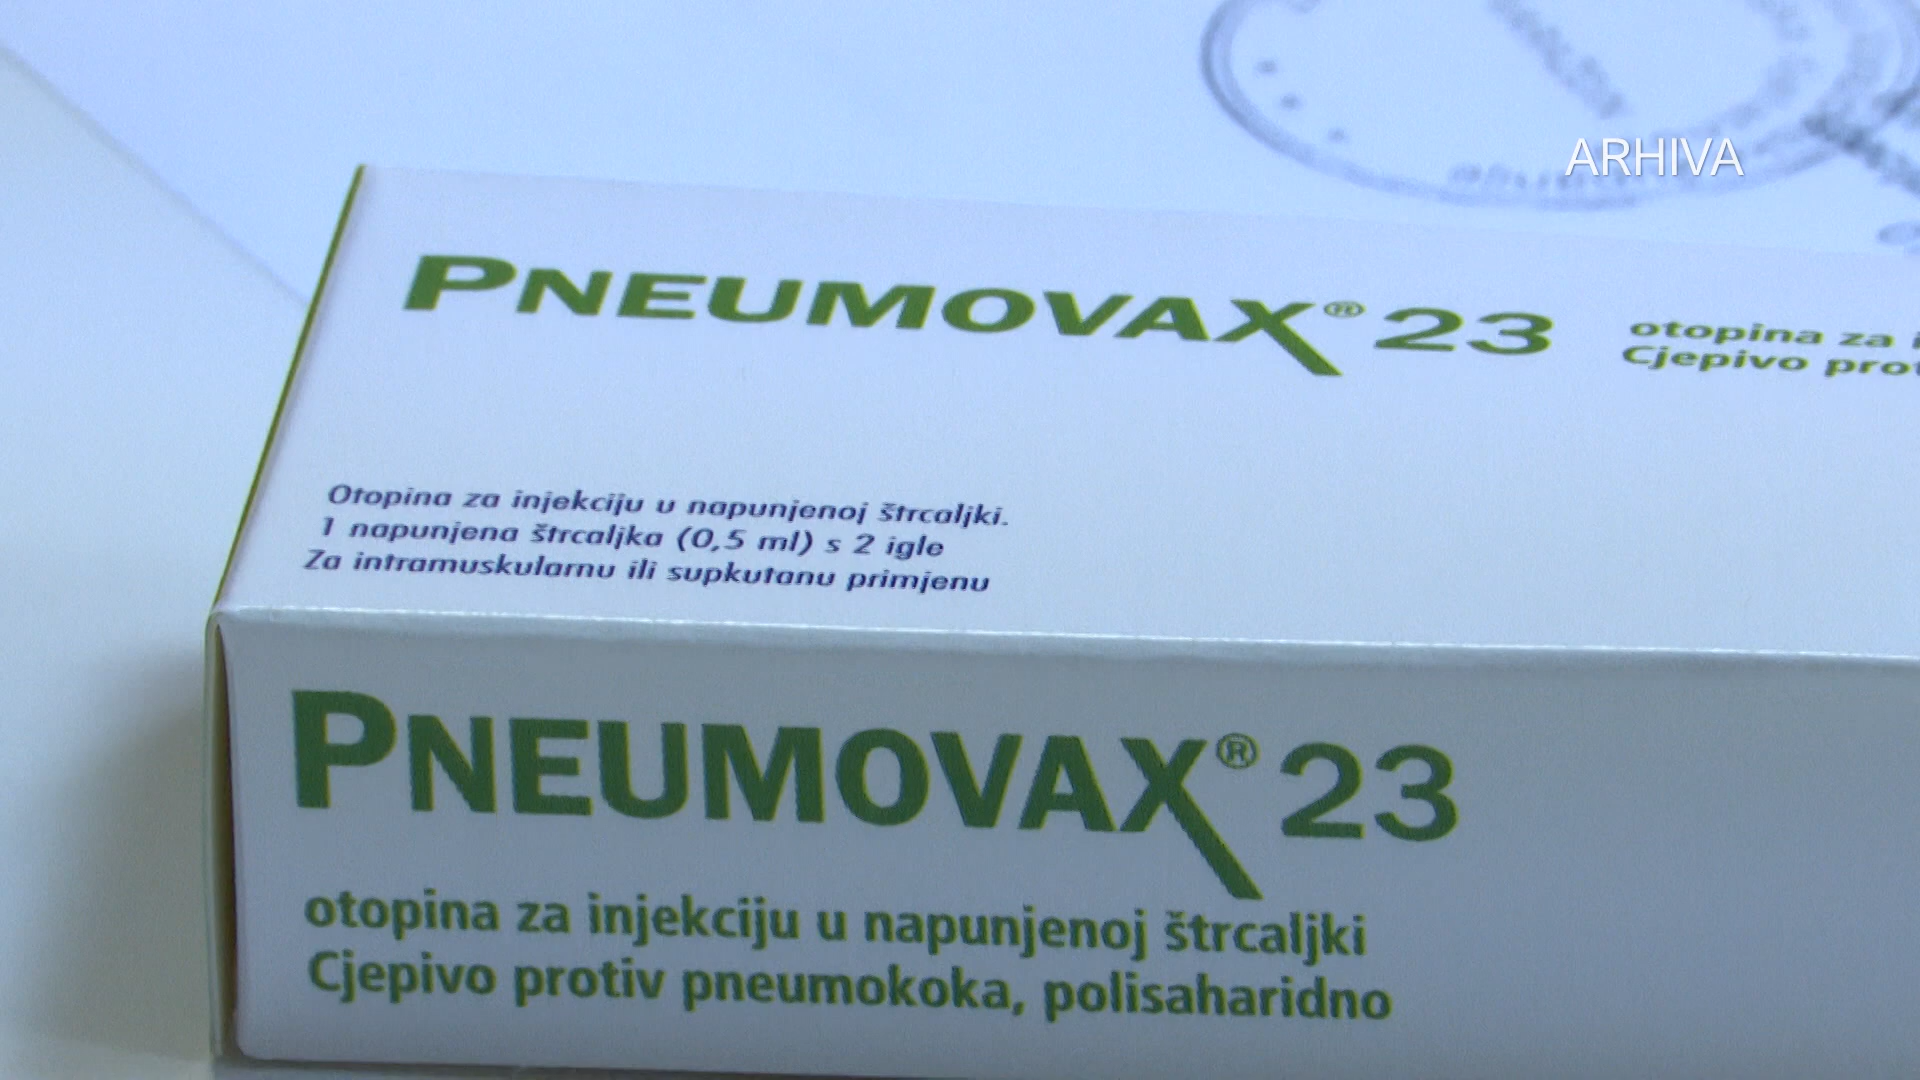 ARHIVA
PNEUMOVAX® 23
otopina za
Cjepivo
Otopina za injekciju u napunjenoj štrcaljki.
1 napunjena štrcaljka (0,5 ml) s 2 igle
Za intramuskularnu ili supkutanu primjenu
PNEUMOVAX® 23
otopina za injekciju u napunjenoj štrcaljki
Cjepivo protiv pneumokoka, polisaharidno